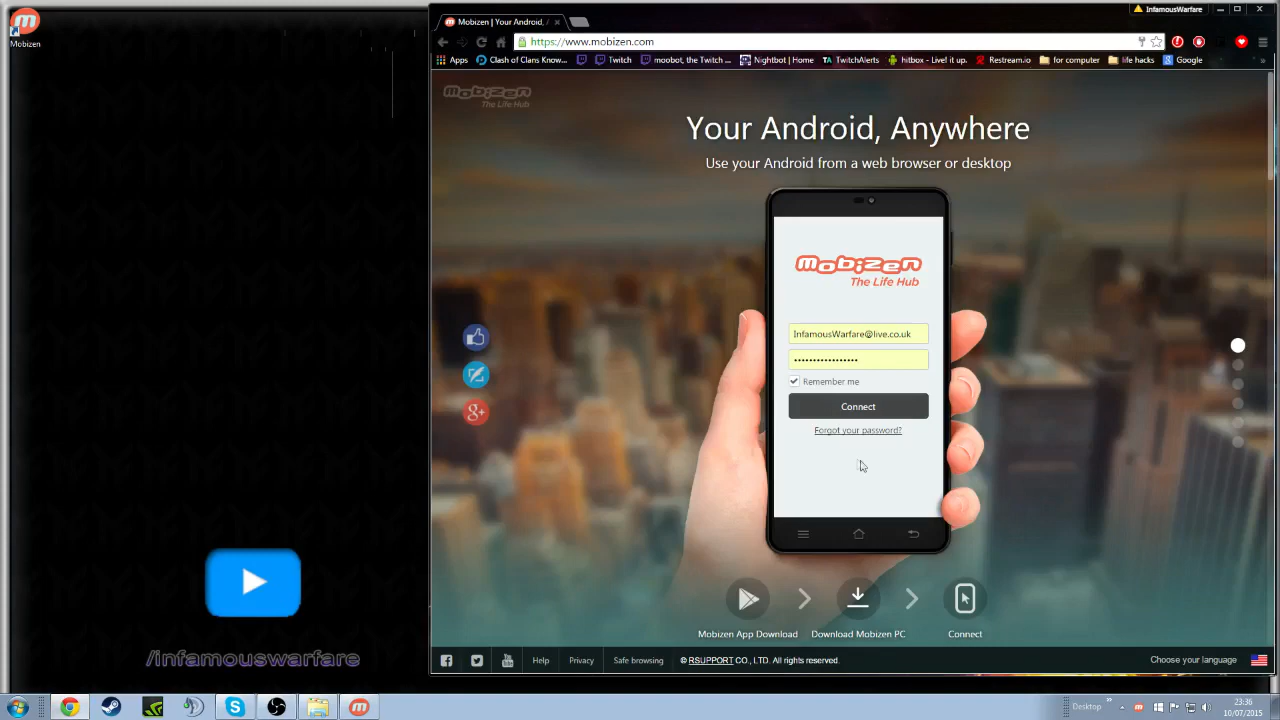 Mobizen
Mobizen | Your Android, /
InfamousWarfare
https://www.mobizen.com
Apps
Clash of Clans Know...
Twitch
moobot, the Twitch ...
Nightbot | Home
TA TwitchAlerts
hitbox - Live! it up.
Restream.io
for computer
life hacks
Google
»
mobizen
The Life Hub
Your Android, Anywhere
Use your Android from a web browser or desktop
mobizen
The Life Hub
InfamousWarfare@live.co.uk
•••••••••••••••••
Remember me
Connect
Forgot your password?
Mobizen App Download
Download Mobizen PC
Connect
/infamouswarfare
Help
Privacy
Safe browsing
© RSUPPORT CO., LTD. All rights reserved.
Choose your language
Desktop »
23:36
10/07/2015